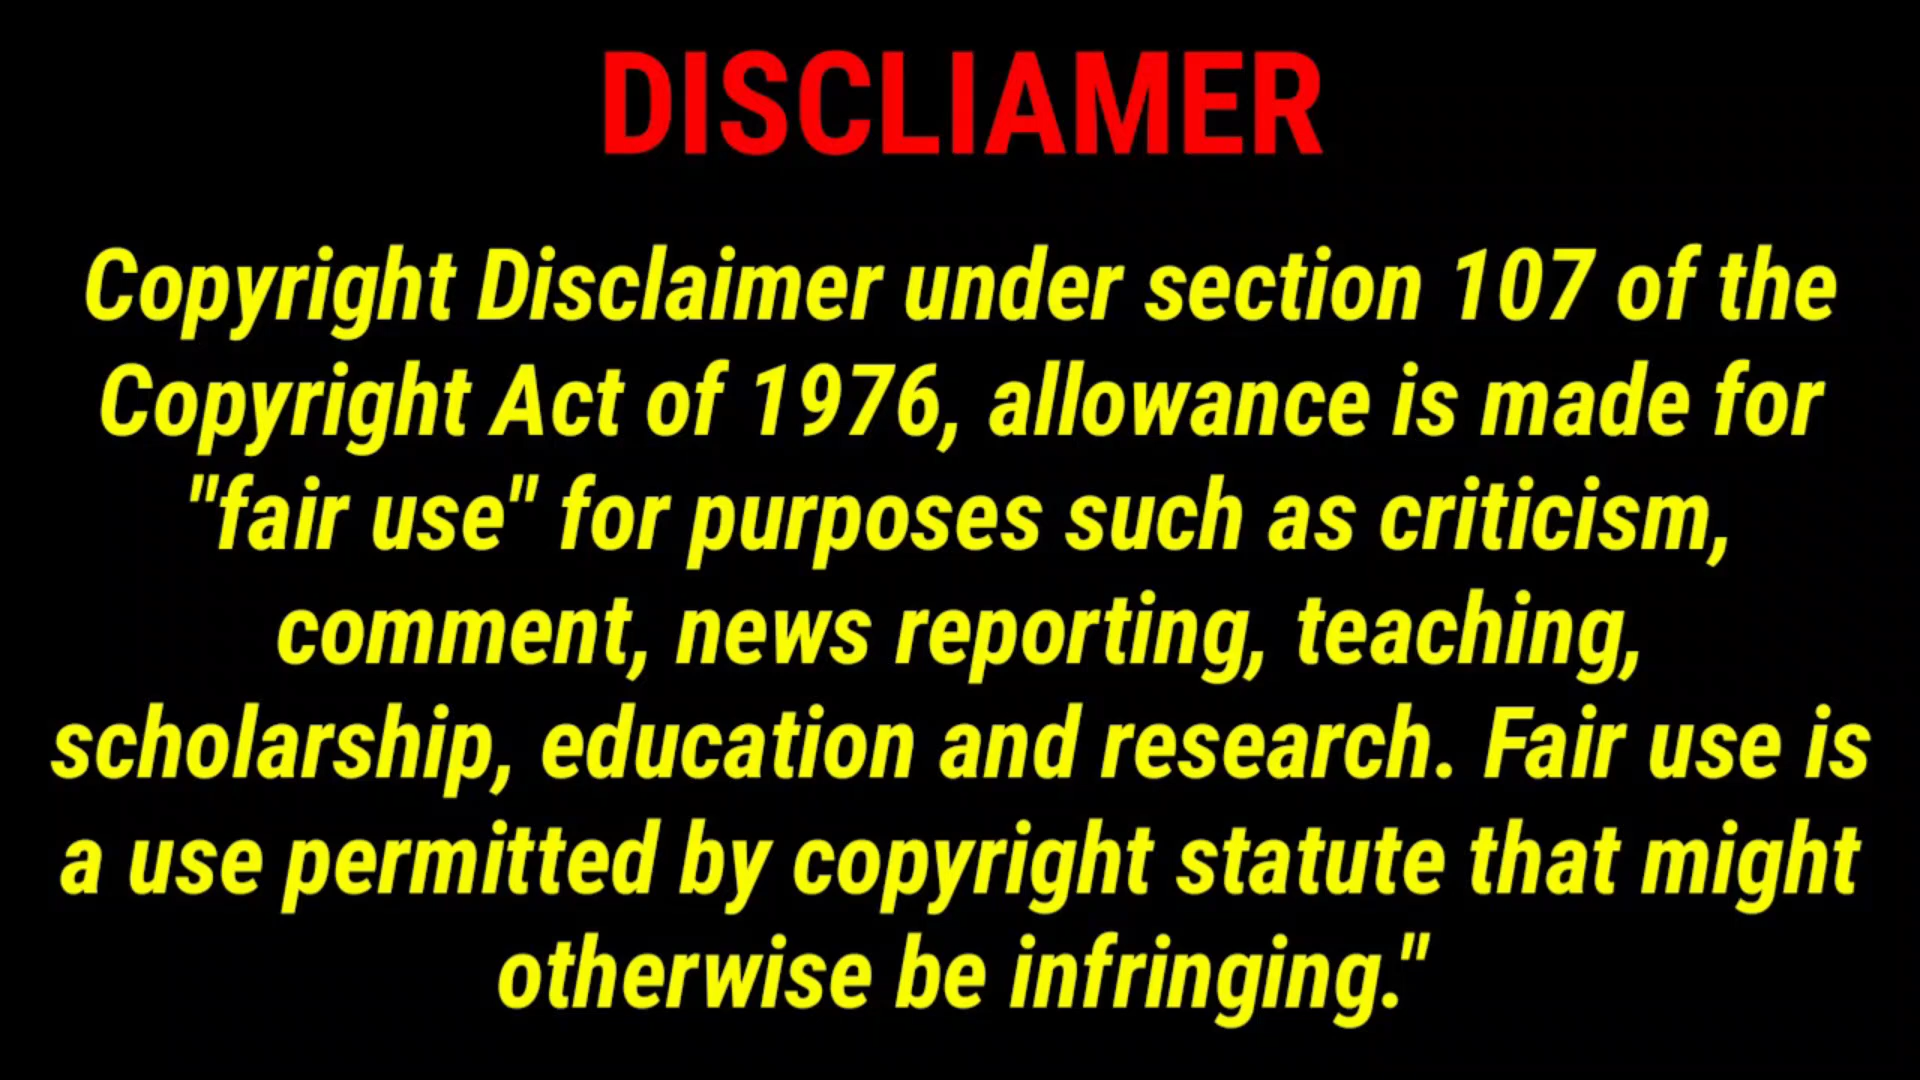 DISCLIAMER
Copyright Disclaimer under section 107 of the
Copyright Act of 1976, allowance is made for
"fair use" for purposes such as criticism,
comment, news reporting, teaching,
scholarship, education and research. Fair use is
a use permitted by copyright statute that might
otherwise be infringing."